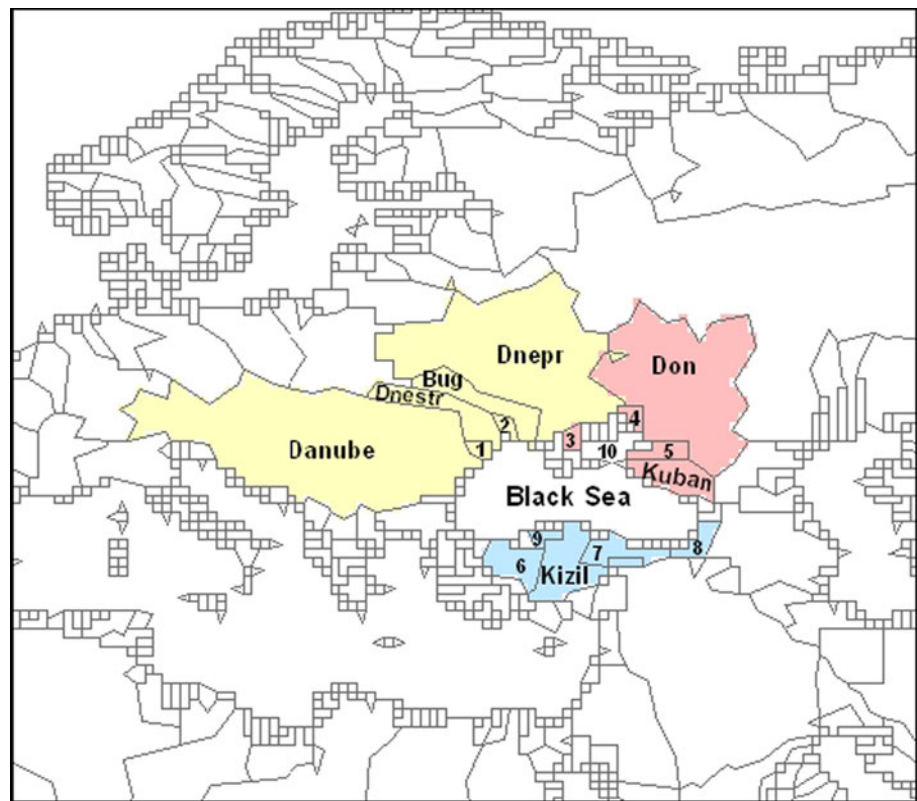 Dnepr
Don
Bug
Dnestr
2
4
Danube
1
3
10
5
Kuban
Black Sea
9
7
8
6
Kizil